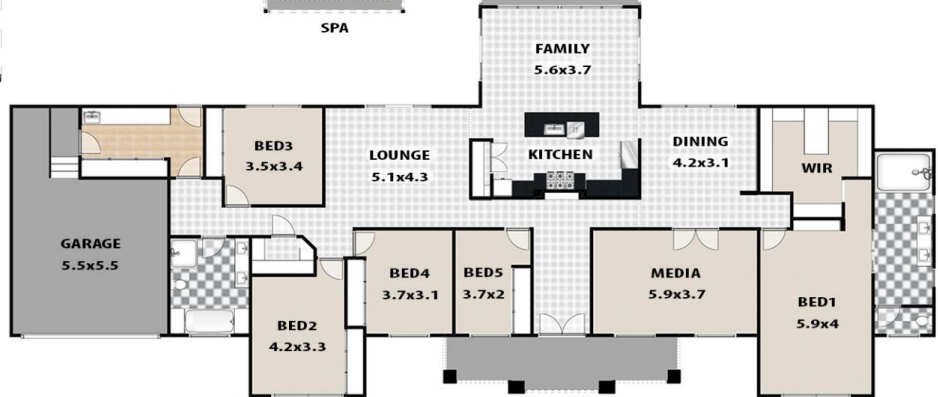 SPA
FAMILY
5.6x3.7
BED3
3.5x3.4
LOUNGE
5.1x4.3
KITCHEN
DINING
4.2x3.1
WIR
GARAGE
5.5x5.5
BED4
3.7x3.1
BED5
3.7x2
MEDIA
5.9x3.7
BED2
4.2x3.3
BED1
5.9x4